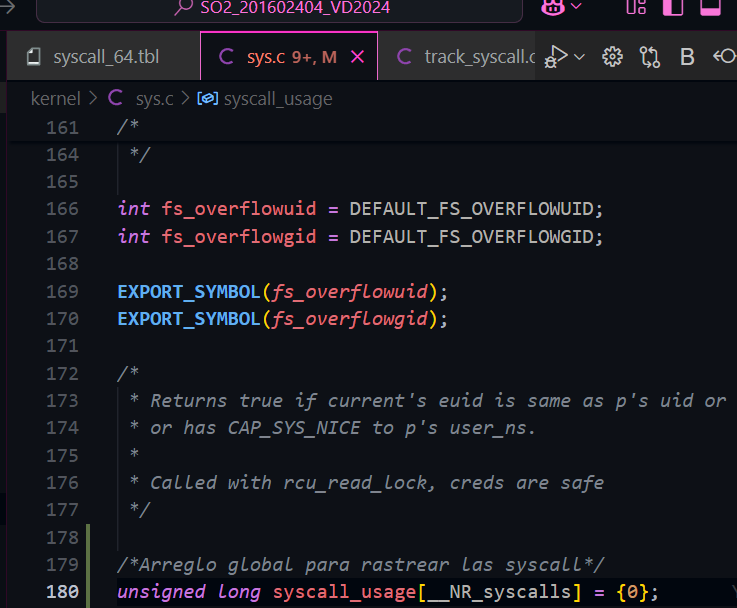 SO2_201602404_VD2024
syscall_64.tbl
C sys.c 9+, M
C track_syscall.c
B
kernel > C sys.c > syscall_usage
161 /*
164 */
165
166 int fs_overflowuid = DEFAULT_FS_OVERFLOWUID;
167 int fs_overflowgid = DEFAULT_FS_OVERFLOWGID;
168
169 EXPORT_SYMBOL(fs_overflowuid);
170 EXPORT_SYMBOL(fs_overflowgid);
171
172 /*
173 * Returns true if current's euid is same as p's uid or
174 * or has CAP_SYS_NICE to p's user_ns.
175 *
176 * Called with rcu_read_lock, creds are safe
177 */
178
179 /*Arreglo global para rastrear las syscall*/
180 unsigned long syscall_usage[__NR_syscalls] = {0};